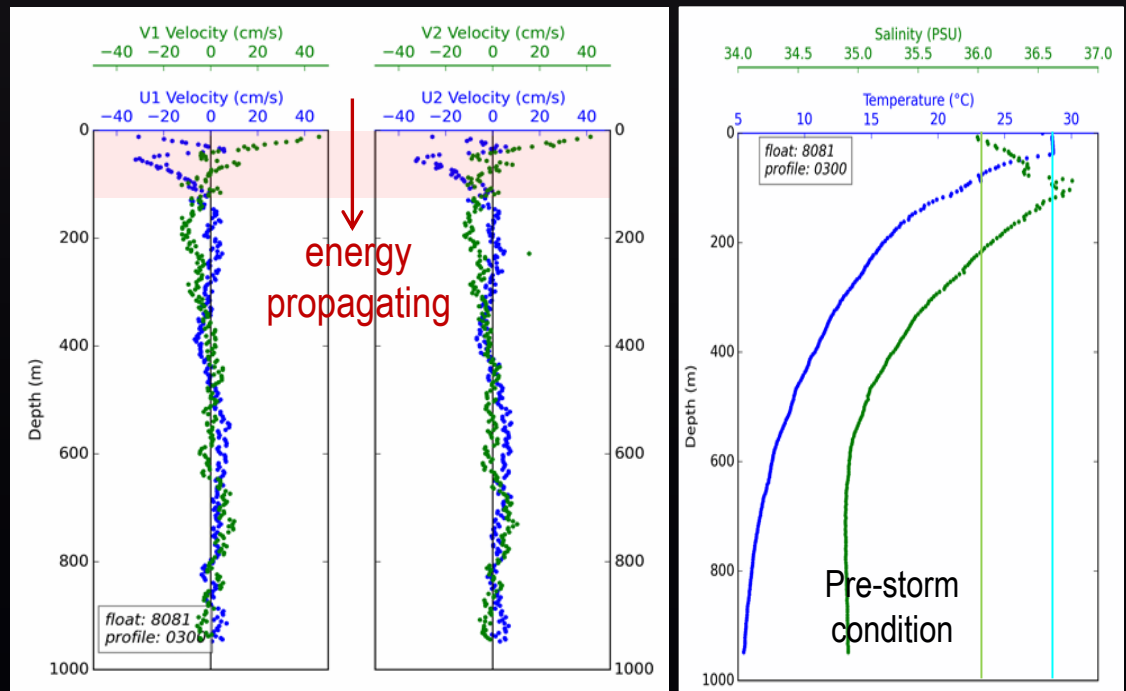 V1 Velocity (cm/s)
−40 −20 0 20 40
U1 Velocity (cm/s)
−40 −20 0 20 40
V2 Velocity (cm/s)
−40 −20 0 20 40
U2 Velocity (cm/s)
−40 −20 0 20 40
Depth (m)
0
200
400
600
800
1000
0
200
400
600
800
1000
energy
propagating
float: 8081
profile: 0300
Salinity (PSU)
34.0 34.5 35.0 35.5 36.0 36.5 37.0
Temperature (°C)
5 10 15 20 25 30
float: 8081
profile: 0300
Depth (m)
0
200
400
600
800
1000
Pre-storm
condition